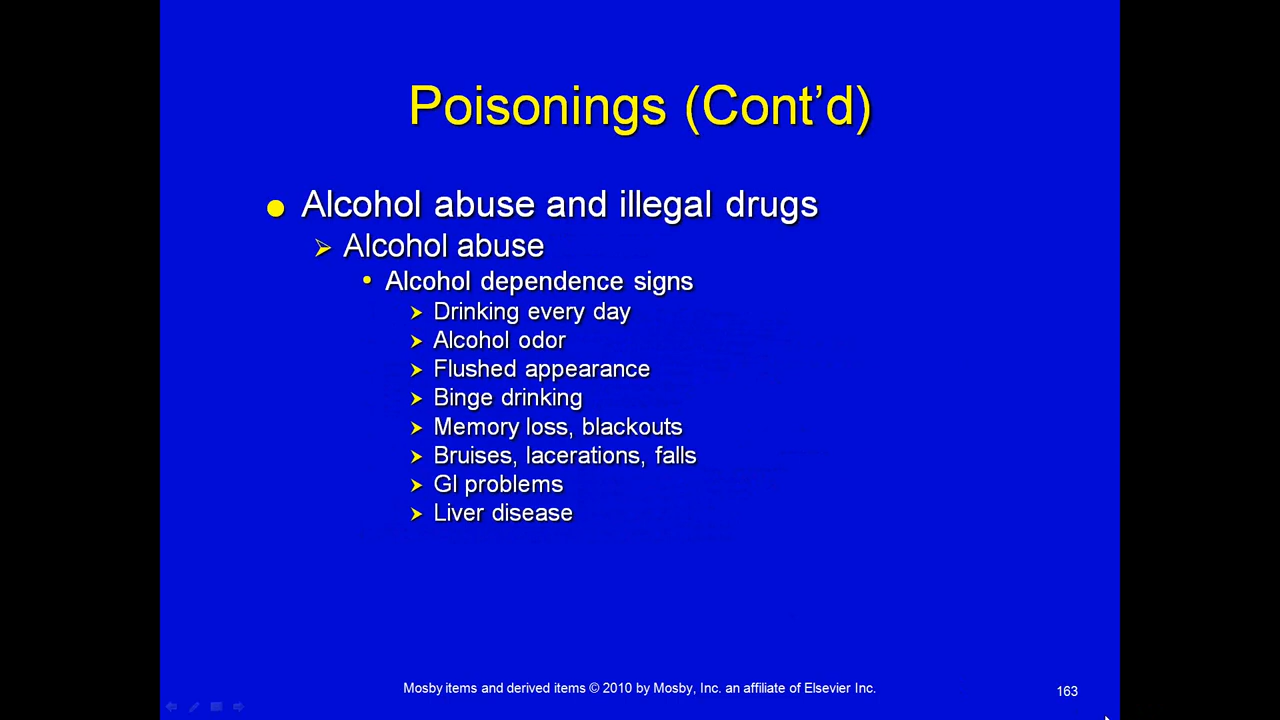 Poisonings (Cont’d)
Alcohol abuse and illegal drugs
Alcohol abuse
Alcohol dependence signs
Drinking every day
Alcohol odor
Flushed appearance
Binge drinking
Memory loss, blackouts
Bruises, lacerations, falls
GI problems
Liver disease
Mosby items and derived items © 2010 by Mosby, Inc. an affiliate of Elsevier Inc.
163